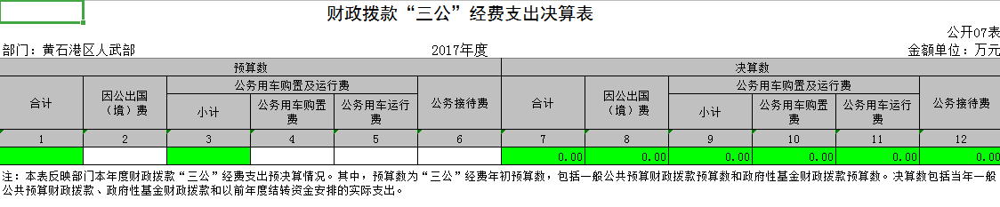 财政拨款“三公”经费支出决算表
公开07表
部门：黄石港区人武部 2017年度 金额单位：万元
预算数 决算数
合计 因公出国（境）费 公务用车购置及运行费 公务接待费 合计 因公出国（境）费 公务用车购置及运行费 公务接待费
小计 公务用车购置费 公务用车运行费 小计 公务用车购置费 公务用车运行费
1 2 3 4 5 6 7 8 9 10 11 12
0.00 0.00 0.00 0.00 0.00 0.00
注：本表反映部门本年度财政拨款“三公”经费支出预决算情况。其中，预算数为“三公”经费年初预算数，包括一般公共预算财政拨款预算数和政府性基金财政拨款预算数。决算数包括当年一般
公共预算财政拨款、政府性基金财政拨款和以前年度结转资金安排的实际支出。